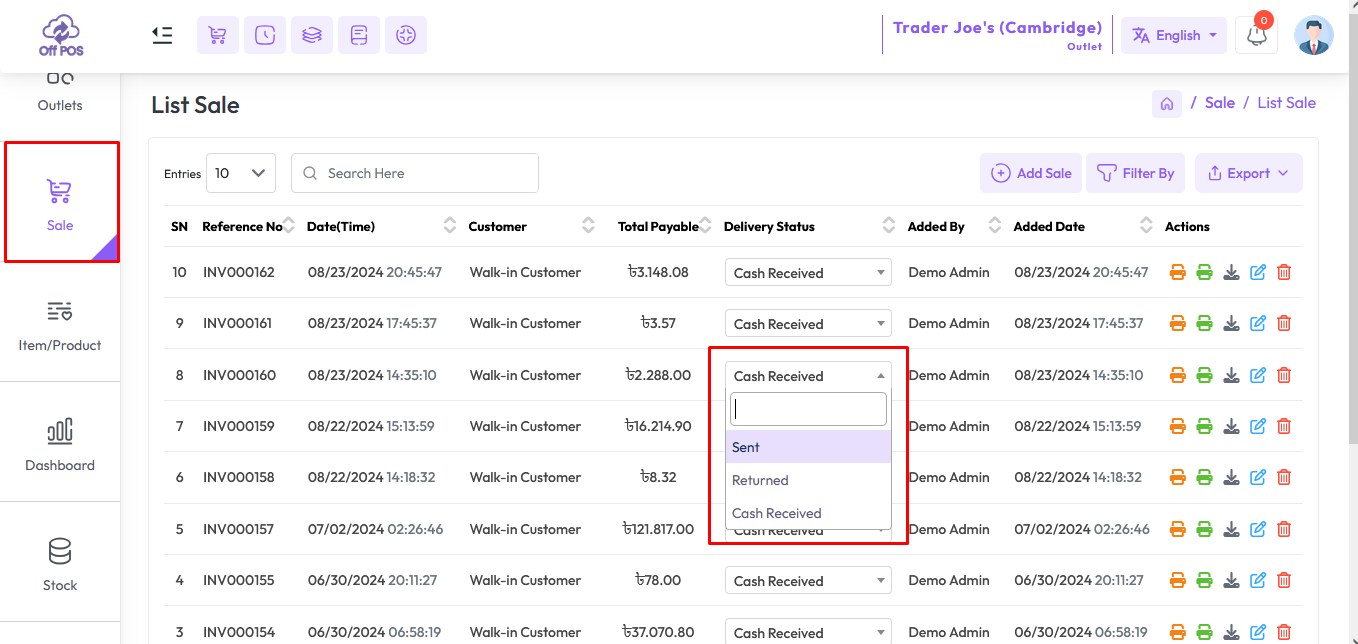 Off POS
Trader Joe's (Cambridge)
Outlet
English
0
Outlets
Sale
Item/Product
Dashboard
Stock
List Sale
/ Sale / List Sale
Entries 10 Search Here Add Sale Filter By Export
SN Reference No Date(Time) Customer Total Payable Delivery Status Added By Added Date Actions
10 INV000162 08/23/2024 20:45:47 Walk-in Customer ৳3.148.08 Cash Received Demo Admin 08/23/2024 20:45:47
9 INV000161 08/23/2024 17:45:37 Walk-in Customer ৳3.57 Cash Received Demo Admin 08/23/2024 17:45:37
8 INV000160 08/23/2024 14:35:10 Walk-in Customer ৳2.288.00 Cash Received Demo Admin 08/23/2024 14:35:10
7 INV000159 08/22/2024 15:13:59 Walk-in Customer ৳16.214.90 Demo Admin 08/22/2024 15:13:59
Sent
6 INV000158 08/22/2024 14:18:32 Walk-in Customer ৳8.32 Demo Admin 08/22/2024 14:18:32
Returned
Cash Received
5 INV000157 07/02/2024 02:26:46 Walk-in Customer ৳121.817.00 Cash Received Demo Admin 07/02/2024 02:26:46
4 INV000155 06/30/2024 20:11:27 Walk-in Customer ৳78.00 Cash Received Demo Admin 06/30/2024 20:11:27
3 INV000154 06/30/2024 06:58:19 Walk-in Customer ৳37.070.80 Cash Received Demo Admin 06/30/2024 06:58:19